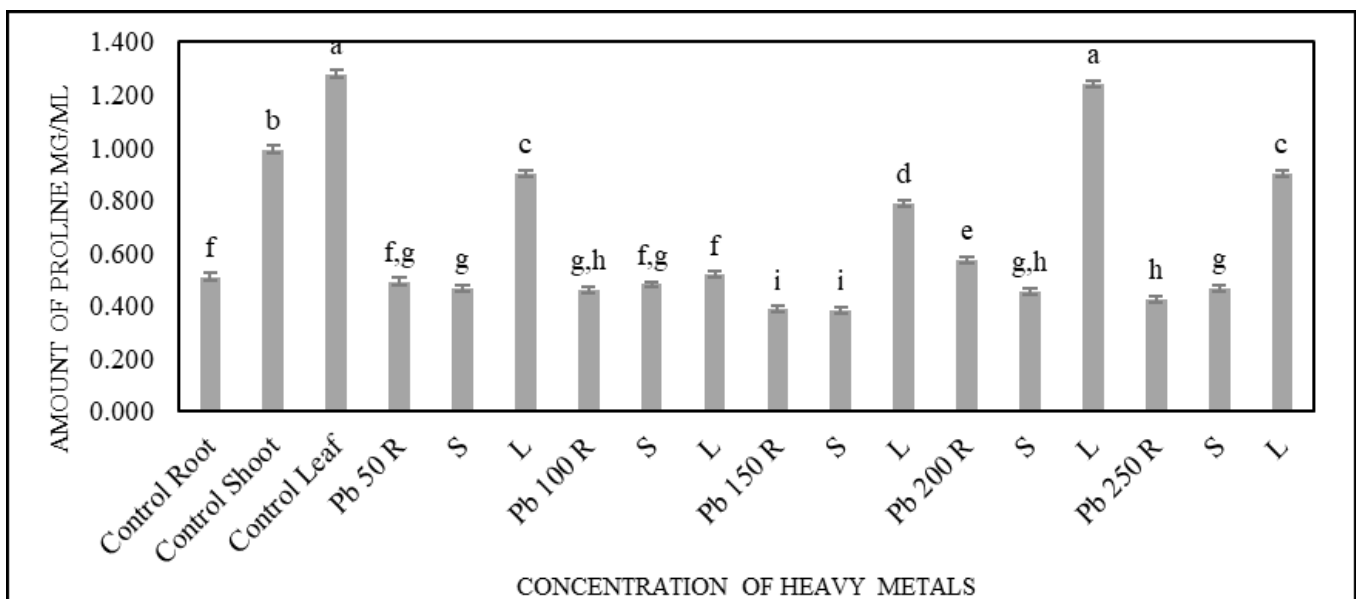 AMOUNT OF PROLINE MG/ML
1.400
1.200
1.000
0.800
0.600
0.400
0.200
0.000
f
b
a
f,g
g
c
g,h
f,g
f
i
i
d
e
g,h
a
h
g
c
Control Root
Control Shoot
Control Leaf
Pb 50 R
S
L
Pb 100 R
S
L
Pb 150 R
S
L
Pb 200 R
S
L
Pb 250 R
S
L
CONCENTRATION OF HEAVY METALS